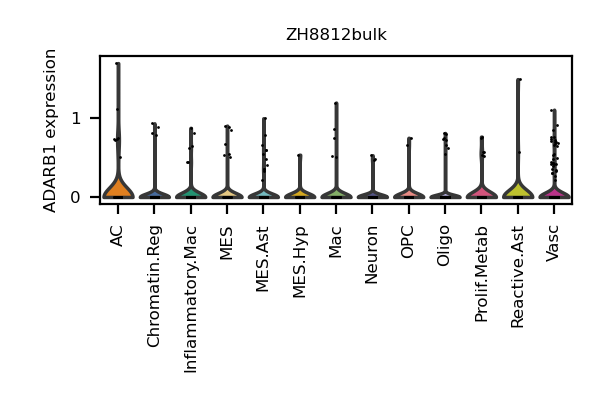 ZH8812bulk
ADARB1 expression
1
0
AC
Chromatin.Reg
Inflammatory.Mac
MES
MES.Ast
MES.Hyp
Mac
Neuron
OPC
Oligo
Prolif.Metab
Reactive.Ast
Vasc